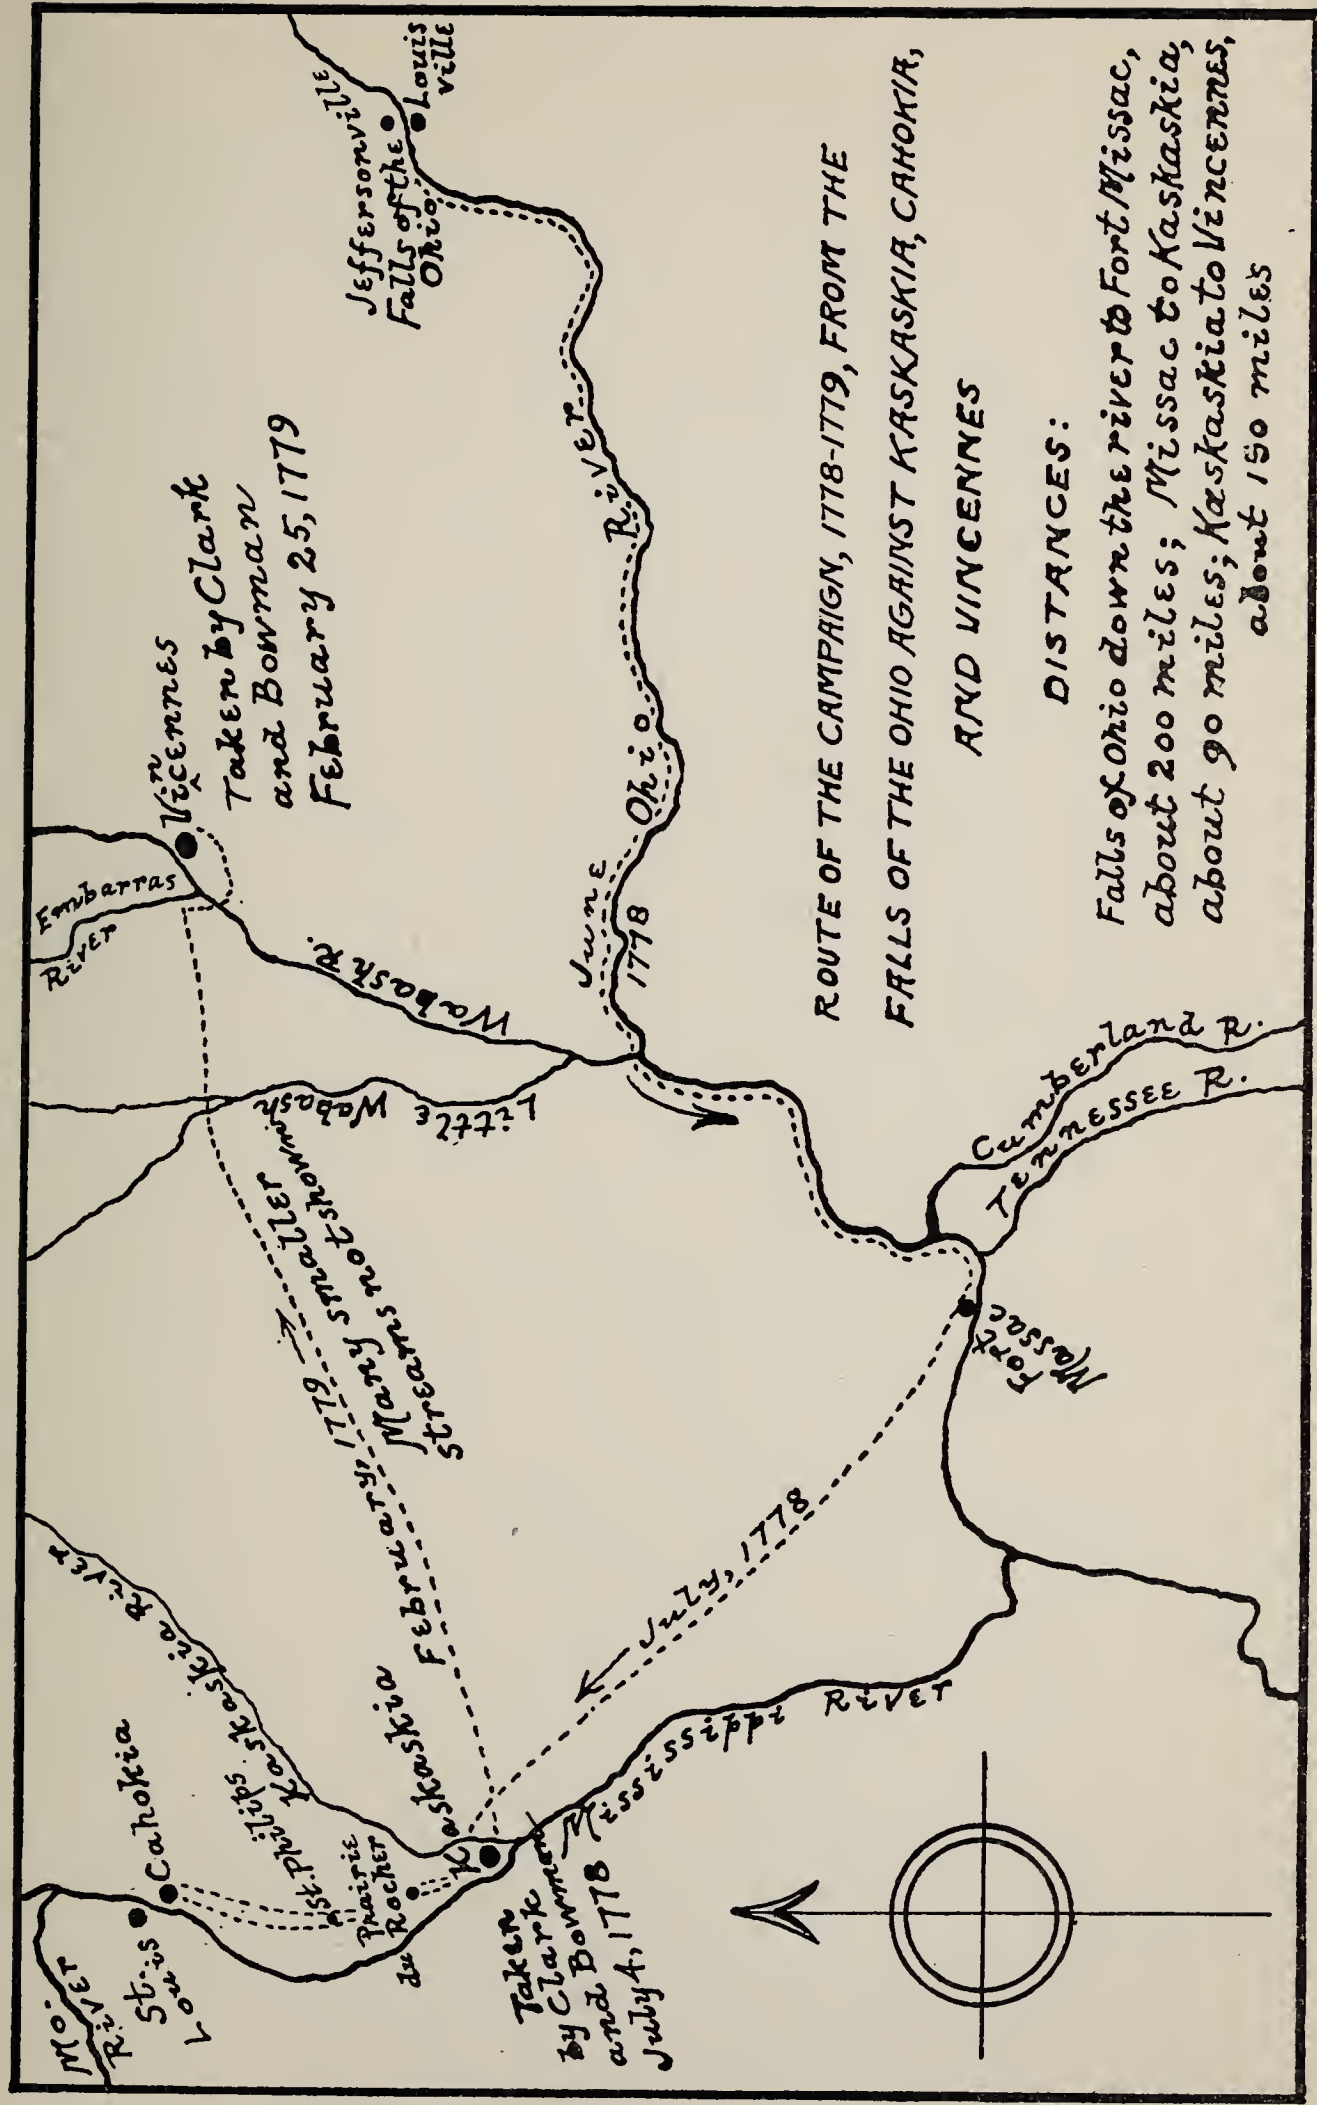 Mo.
River
St.
Louis
Cahokia
St. Philips
Prairie
du Rocher
Kaskaskia River
Kaskaskia
Taken
by Clark
and Bowman
July 4, 1778
Mississippi River
February, 1779
Many smaller
streams not shown.
July, 1778
Little Wabash
Wabash R.
Embarras
River
Vincennes
Taken by Clark
and Bowman
February 25, 1779
June
1778
Ohio River
Jeffersonville
Falls of the
Ohio
Louis
ville
Fort
Massac
Cumberland R.
Tennessee R.
ROUTE OF THE CAMPAIGN, 1778-1779, FROM THE
FALLS OF THE OHIO AGAINST KASKASKIA, CAHOKIA,
AND VINCENNES
DISTANCES:
Falls of Ohio down the river to Fort Missac,
about 200 miles; Missac to Kaskaskia,
about 90 miles; Kaskaskia to Vincennes,
about 150 miles